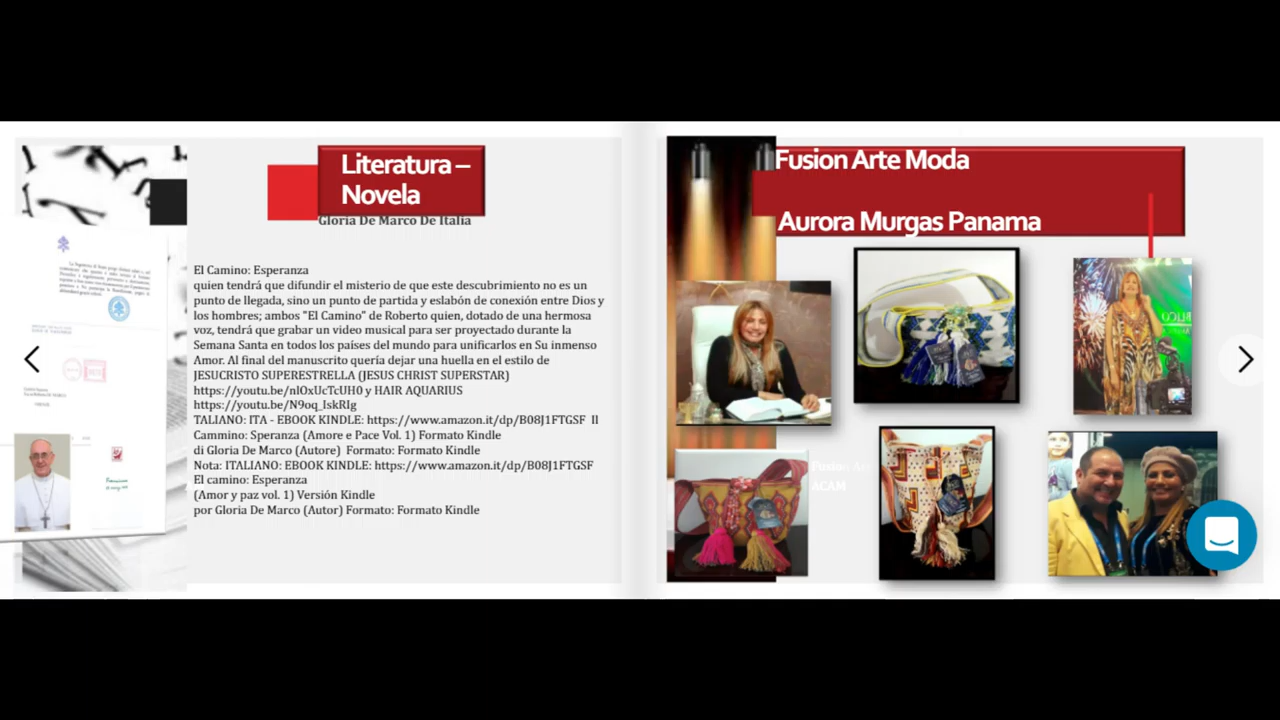 Literatura –
Novela
Gloria De Marco De Italia
El Camino: Esperanza
quien tendrá que difundir el misterio de que este descubrimiento no es un
punto de llegada, sino un punto de partida y eslabón de conexión entre Dios y
los hombres; ambos "El Camino" de Roberto quien, dotado de una hermosa
voz, tendrá que grabar un video musical para ser proyectado durante la
Semana Santa en todos los países del mundo para unificarlos en Su inmenso
Amor. Al final del manuscrito quería dejar una huella en el estilo de
JESUCRISTO SUPERESTRELLA (JESUS CHRIST SUPERSTAR)
https://youtu.be/nlOxUcTcUH0 y HAIR AQUARIUS
https://youtu.be/N9oq_IskRIg
TALIANO: ITA - EBOOK KINDLE: https://www.amazon.it/dp/B08J1FTGSF Il
Cammino: Speranza (Amore e Pace Vol. 1) Formato Kindle
di Gloria De Marco (Autore) Formato: Formato Kindle
Nota: ITALIANO: EBOOK KINDLE: https://www.amazon.it/dp/B08J1FTGSF
El camino: Esperanza
(Amor y paz vol. 1) Versión Kindle
por Gloria De Marco (Autor) Formato: Formato Kindle
Fusion Arte Moda
Aurora Murgas Panama
Fusion Ar
ACAM